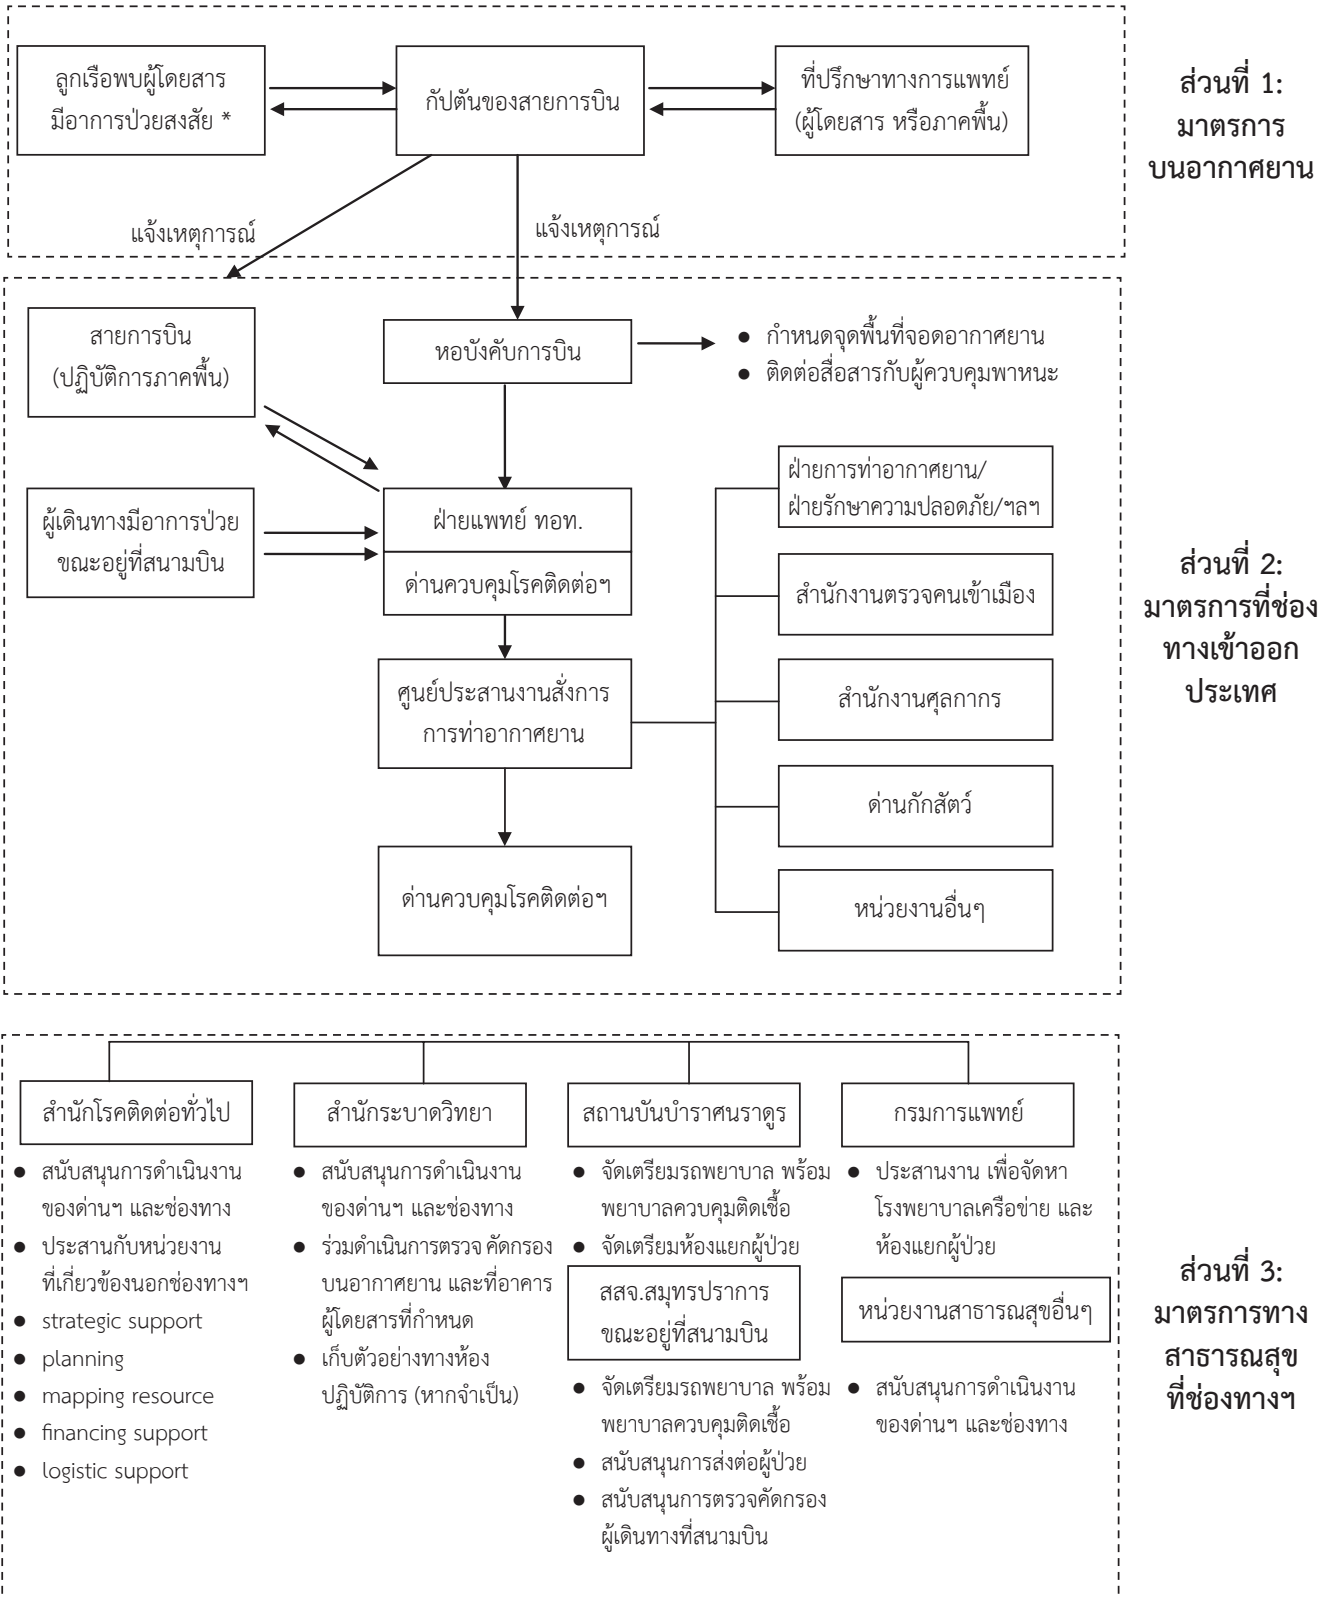 ลูกเรือพบผู้โดยสาร
มีอาการป่วยสงสัย *
กัปตันของสายการบิน
ที่ปรึกษาทางการแพทย์
(ผู้โดยสาร หรือภาคพื้น)
ส่วนที่ 1:
มาตรการ
บนอากาศยาน
แจ้งเหตุการณ์
แจ้งเหตุการณ์
สายการบิน
(ปฏิบัติการภาคพื้น)
หอบังคับการบิน
● กำหนดจุดพื้นที่จอดอากาศยาน
● ติดต่อสื่อสารกับผู้ควบคุมพาหนะ
ผู้เดินทางมีอาการป่วย
ขณะอยู่ที่สนามบิน
ฝ่ายแพทย์ ทอท.
ด่านควบคุมโรคติดต่อฯ
ศูนย์ประสานงานสั่งการ
การท่าอากาศยาน
ด่านควบคุมโรคติดต่อฯ
ฝ่ายการท่าอากาศยาน/
ฝ่ายรักษาความปลอดภัย/ฯลฯ
สำนักงานตรวจคนเข้าเมือง
สำนักงานศุลกากร
ด่านกักสัตว์
หน่วยงานอื่นๆ
ส่วนที่ 2:
มาตรการที่ช่อง
ทางเข้าออก
ประเทศ
สำนักโรคติดต่อทั่วไป
● สนับสนุนการดำเนินงาน
ของด่านฯ และช่องทาง
● ประสานกับหน่วยงาน
ที่เกี่ยวข้องนอกช่องทางฯ
● strategic support
● planning
● mapping resource
● financing support
● logistic support
สำนักระบาดวิทยา
● สนับสนุนการดำเนินงาน
ของด่านฯ และช่องทาง
● ร่วมดำเนินการตรวจ คัดกรอง
บนอากาศยาน และที่อาคาร
ผู้โดยสารที่กำหนด
● เก็บตัวอย่างทางห้อง
ปฏิบัติการ (หากจำเป็น)
สถานบันบำราศนราดูร
● จัดเตรียมรถพยาบาล พร้อม
พยาบาลควบคุมติดเชื้อ
● จัดเตรียมห้องแยกผู้ป่วย
สสจ.สมุทรปราการ
ขณะอยู่ที่สนามบิน
● จัดเตรียมรถพยาบาล พร้อม
พยาบาลควบคุมติดเชื้อ
● สนับสนุนการส่งต่อผู้ป่วย
● สนับสนุนการตรวจคัดกรอง
ผู้เดินทางที่สนามบิน
กรมการแพทย์
● ประสานงาน เพื่อจัดหา
โรงพยาบาลเครือข่าย และ
ห้องแยกผู้ป่วย
หน่วยงานสาธารณสุขอื่นๆ
● สนับสนุนการดำเนินงาน
ของด่านฯ และช่องทาง
ส่วนที่ 3:
มาตรการทาง
สาธารณสุข
ที่ช่องทางฯ